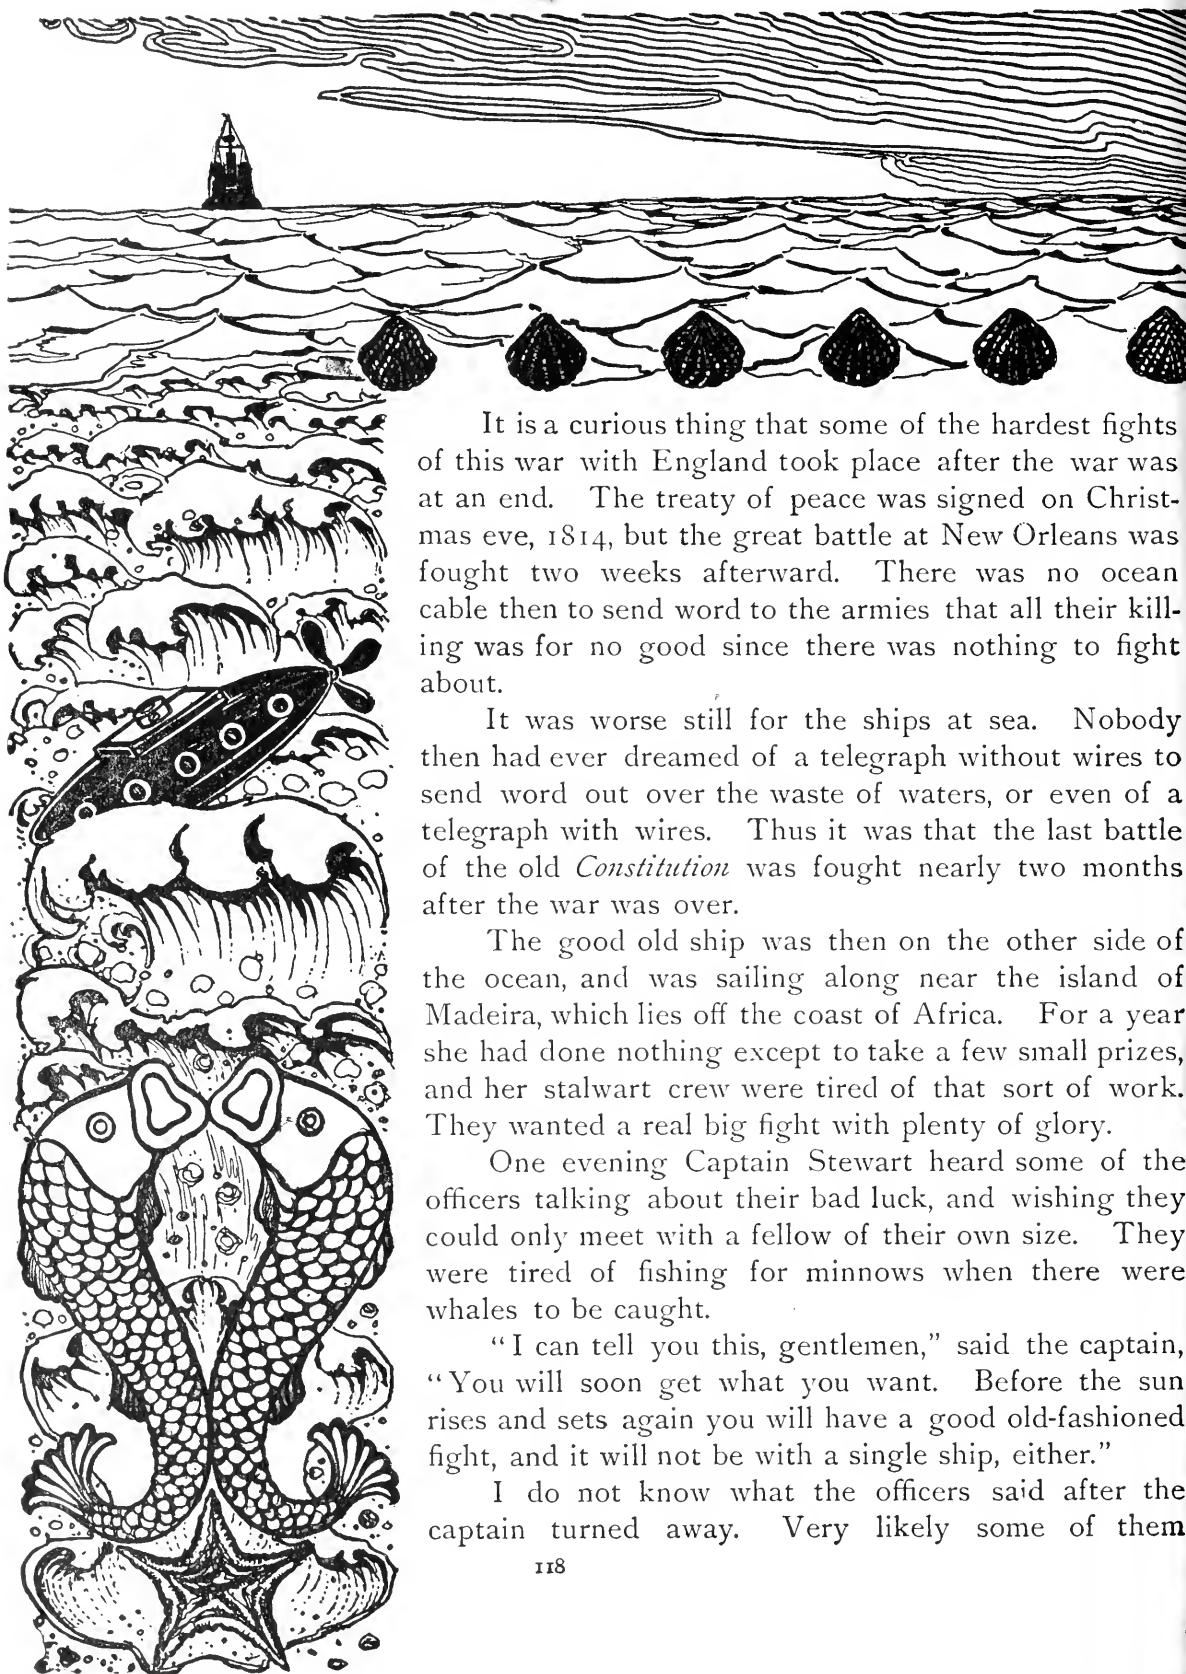 It is a curious thing that some of the hardest fights
of this war with England took place after the war was
at an end. The treaty of peace was signed on Christ-
mas eve, 1814, but the great battle at New Orleans was
fought two weeks afterward. There was no ocean
cable then to send word to the armies that all their kill-
ing was for no good since there was nothing to fight
about.
It was worse still for the ships at sea. Nobody
then had ever dreamed of a telegraph without wires to
send word out over the waste of waters, or even of a
telegraph with wires. Thus it was that the last battle
of the old Constitution was fought nearly two months
after the war was over.
The good old ship was then on the other side of
the ocean, and was sailing along near the island of
Madeira, which lies off the coast of Africa. For a year
she had done nothing except to take a few small prizes,
and her stalwart crew were tired of that sort of work.
They wanted a real big fight with plenty of glory.
One evening Captain Stewart heard some of the
officers talking about their bad luck, and wishing they
could only meet with a fellow of their own size. They
were tired of fishing for minnows when there were
whales to be caught.
“I can tell you this, gentlemen,” said the captain,
“You will soon get what you want. Before the sun
rises and sets again you will have a good old-fashioned
fight, and it will not be with a single ship, either.”
I do not know what the officers said after the
captain turned away. Very likely some of them
118